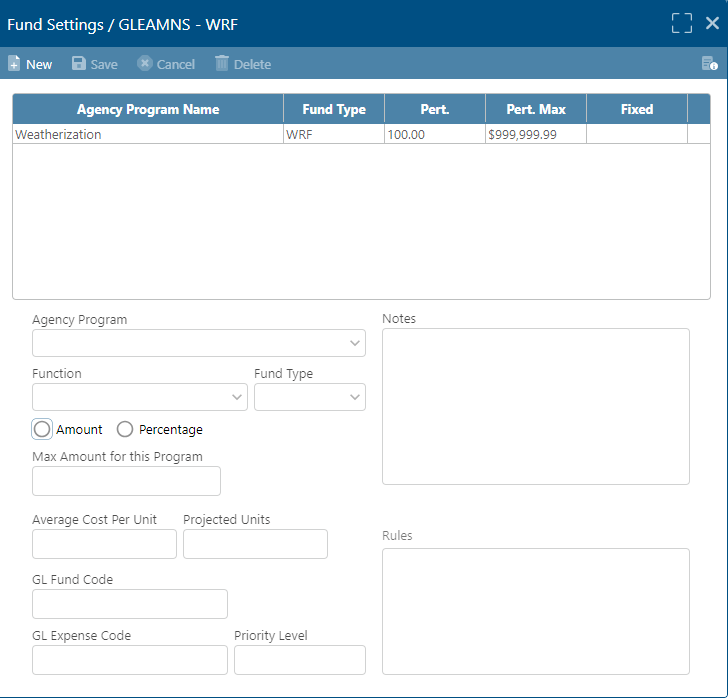 Fund Settings / GLEAMNS - WRF
New Save Cancel Delete
Agency Program Name Fund Type Pert. Pert. Max Fixed
Weatherization WRF 100.00 $999,999.99
Agency Program Notes
Function Fund Type
Amount Percentage
Max Amount for this Program
Average Cost Per Unit Projected Units
Rules
GL Fund Code
GL Expense Code Priority Level